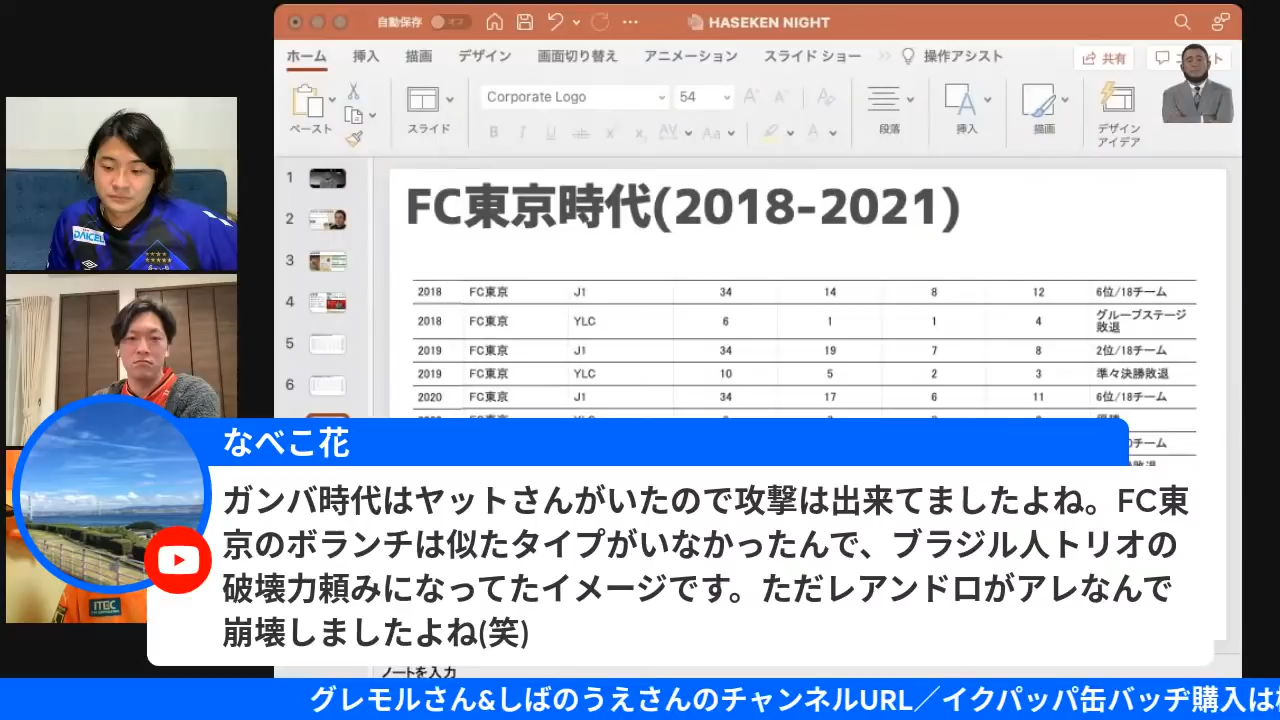 自動保存 オフ
HASEKEN NIGHT
ホーム 挿入 描画 デザイン 画面切り替え アニメーション スライド ショー 操作アシスト 共有
Corporate Logo 54
ペースト スライド 段落 挿入 描画 デザイン
アイデア
1
2
3
4
5
6
FC東京時代(2018-2021)
2018 FC東京 J1 34 14 8 12 6位/18チーム
2018 FC東京 YLC 6 1 1 4 グループステージ
敗退
2019 FC東京 J1 34 19 7 8 2位/18チーム
2019 FC東京 YLC 10 5 2 3 準々決勝敗退
2020 FC東京 J1 34 17 6 11 6位/18チーム
チーム
DAICEL
なべこ花
ガンバ時代はヤットさんがいたので攻撃は出来てましたよね。FC東
京のボランチは似たタイプがいなかったんで、ブラジル人トリオの
破壊力頼みになってたイメージです。ただレアンドロがアレなんで
崩壊しましたよね(笑)
ITEC
ノートを入力
グレモルさん&しばのうえさんのチャンネルURL／イクパッパ缶バッヂ購入は